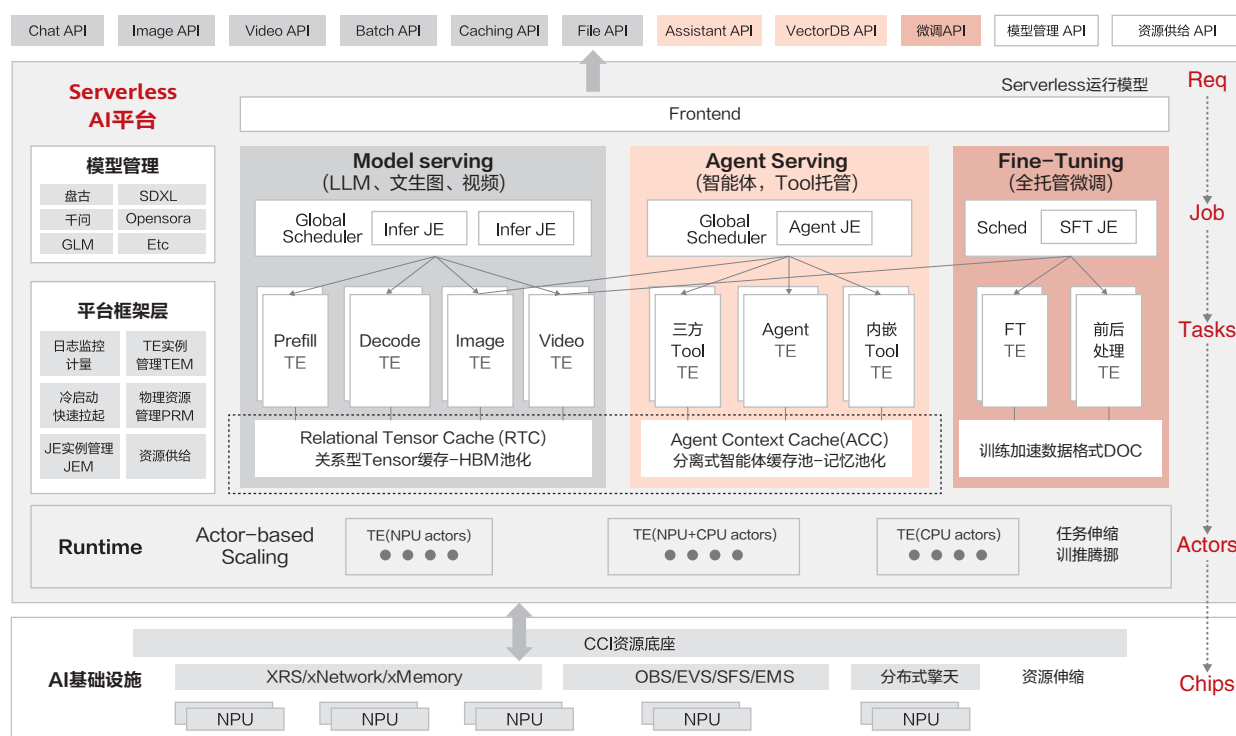 Chat API
Image API
Video API
Batch API
Caching API
File API
Assistant API
VectorDB API
微调API
模型管理 API
资源供给 API
Serverless
AI平台
Serverless运行模型
Req
Frontend
模型管理
盘古
SDXL
千问
Opensora
GLM
Etc
Model serving
(LLM、文生图、视频)
Global
Scheduler
Infer JE
Infer JE
Agent Serving
(智能体，Tool托管)
Global
Scheduler
Agent JE
Fine-Tuning
(全托管微调)
Sched
SFT JE
Job
平台框架层
日志监控
计量
TE实例
管理TEM
冷启动
快速拉起
物理资源
管理PRM
JE实例管理
JEM
资源供给
Prefill
TE
Decode
TE
Image
TE
Video
TE
三方
Tool
TE
Agent
TE
内嵌
Tool
TE
FT
TE
前后
处理
TE
Tasks
Relational Tensor Cache (RTC)
关系型Tensor缓存-HBM池化
Agent Context Cache(ACC)
分离式智能体缓存池-记忆池化
训练加速数据格式DOC
Runtime
Actor-based
Scaling
TE(NPU actors)
TE(NPU+CPU actors)
TE(CPU actors)
任务伸缩
训推腾挪
Actors
CCI资源底座
AI基础设施
XRS/xNetwork/xMemory
OBS/EVS/SFS/EMS
分布式擎天
资源伸缩
Chips
NPU
NPU
NPU
NPU
NPU